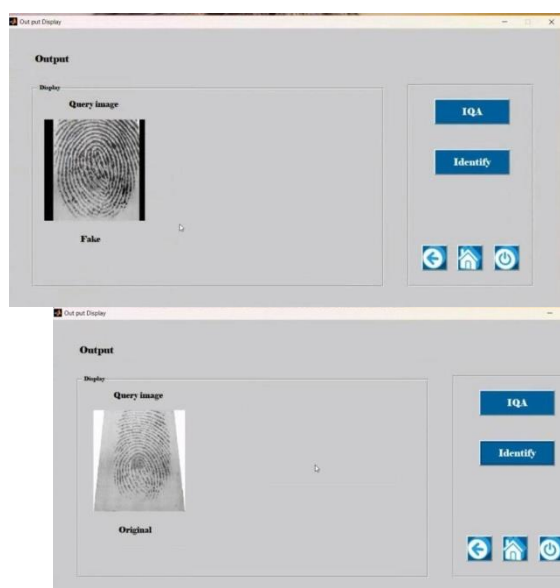 Out put Display
Output
Display
Query image
IQA
Identify
Fake
Out put Display
Output
Display
Query image
IQA
Identify
Original